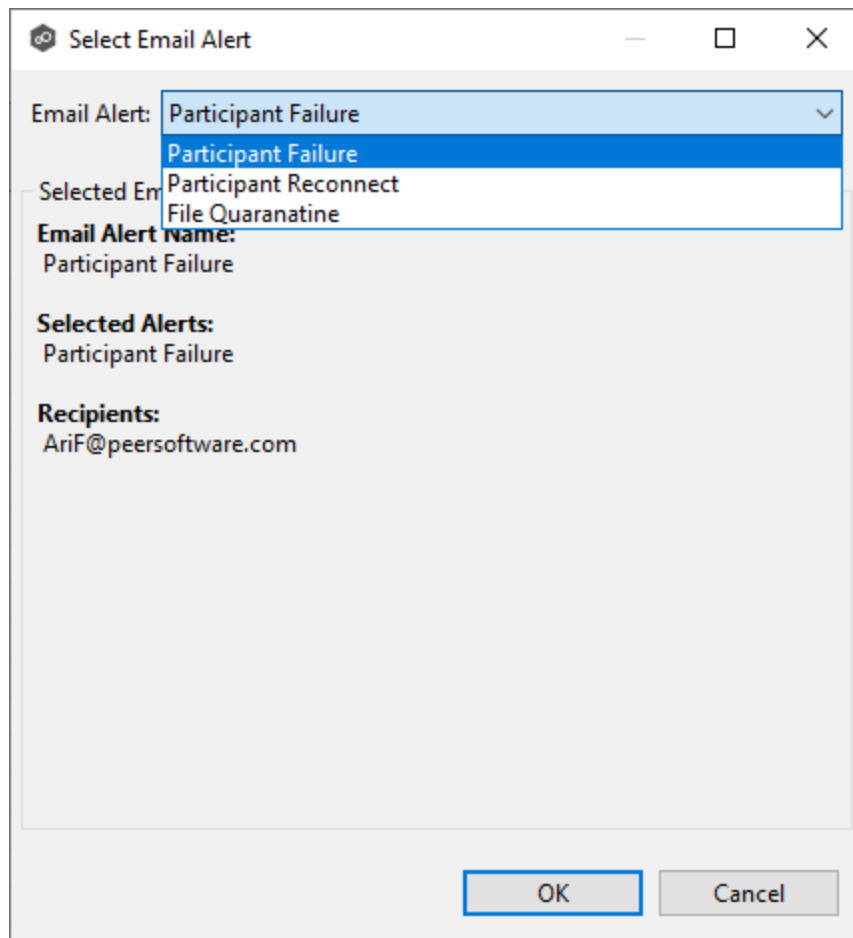 Select Email Alert
Email Alert: Participant Failure
Participant Failure
Participant Reconnect
File Quaranatine
Selected Em
Email Alert Name:
Participant Failure
Selected Alerts:
Participant Failure
Recipients:
AriF@peersoftware.com
OK Cancel